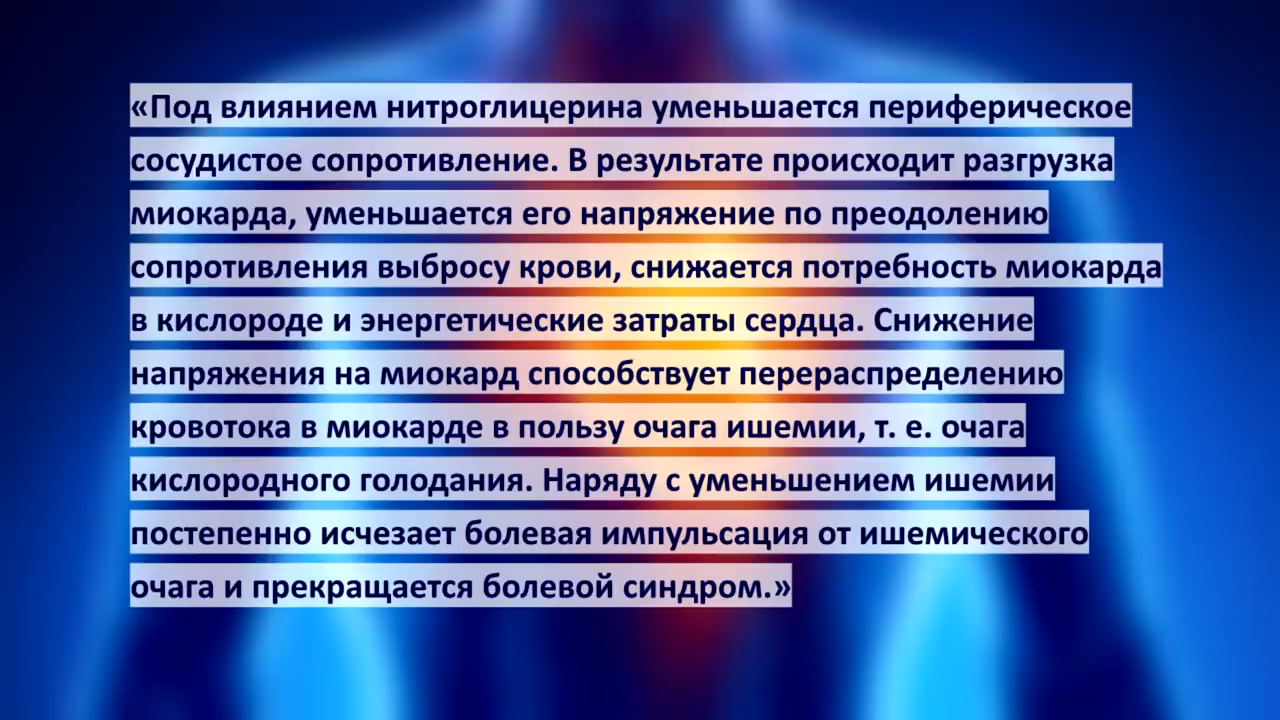 «Под влиянием нитроглицерина уменьшается периферическое
сосудистое сопротивление. В результате происходит разгрузка
миокарда, уменьшается его напряжение по преодолению
сопротивления выбросу крови, снижается потребность миокарда
в кислороде и энергетические затраты сердца. Снижение
напряжения на миокард способствует перераспределению
кровотока в миокарде в пользу очага ишемии, т. е. очага
кислородного голодания. Наряду с уменьшением ишемии
постепенно исчезает болевая импульсация от ишемического
очага и прекращается болевой синдром.»